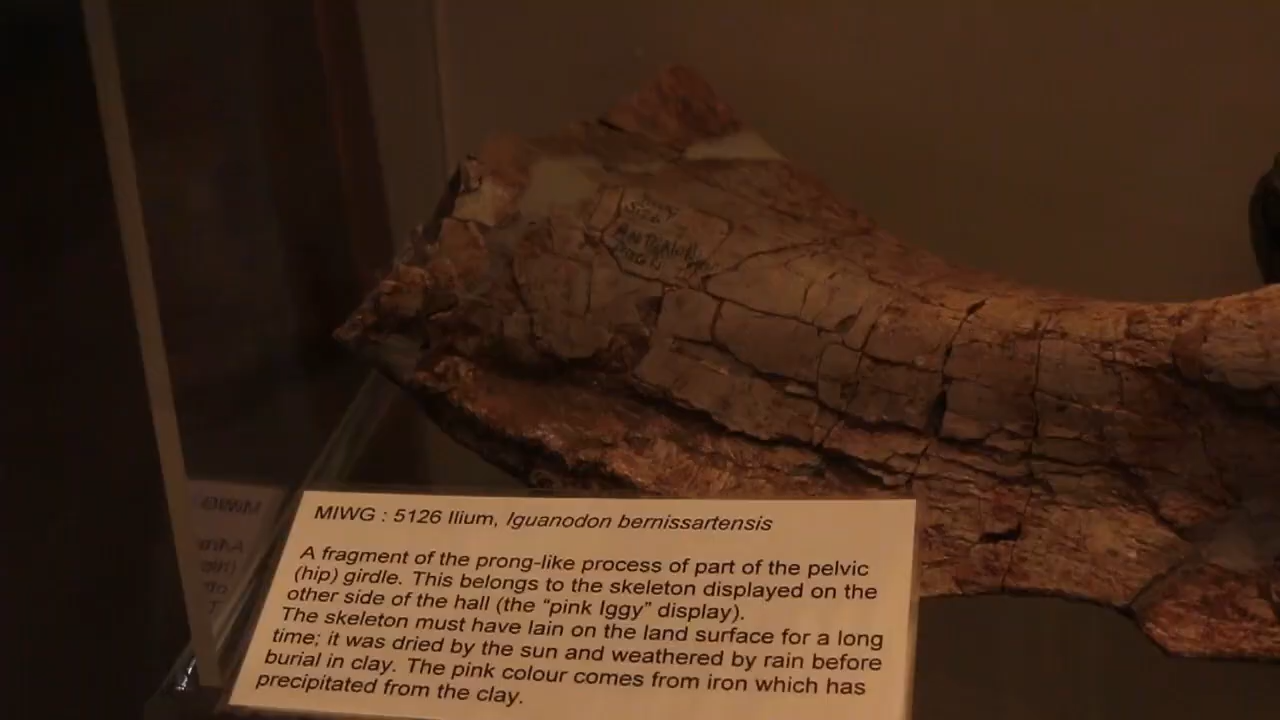 5126
MIWG : 5126 Ilium, Iguanodon bernissartensis
A fragment of the prong-like process of part of the pelvic
(hip) girdle. This belongs to the skeleton displayed on the
other side of the hall (the “pink Iggy” display).
The skeleton must have lain on the land surface for a long
time; it was dried by the sun and weathered by rain before
burial in clay. The pink colour comes from iron which has
precipitated from the clay.